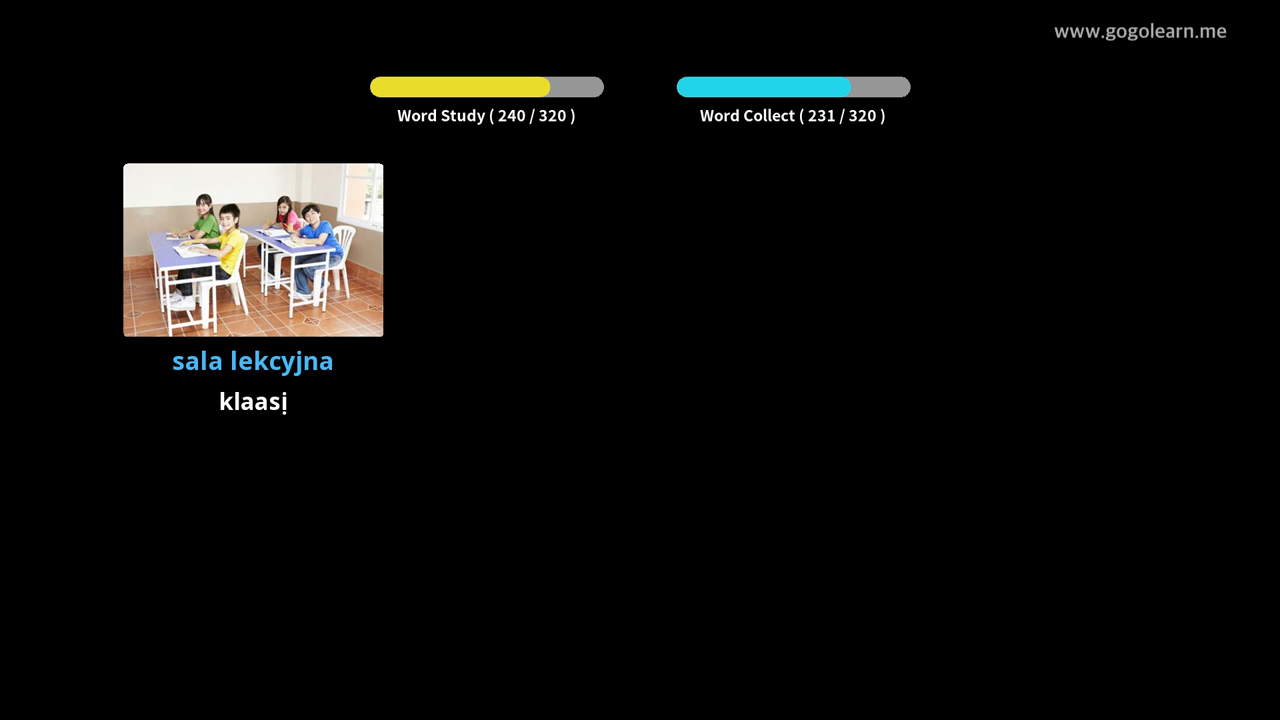 www.gogolearn.me
Word Study ( 240 / 320 )
Word Collect ( 231 / 320 )
sala lekcyjna
klaasị